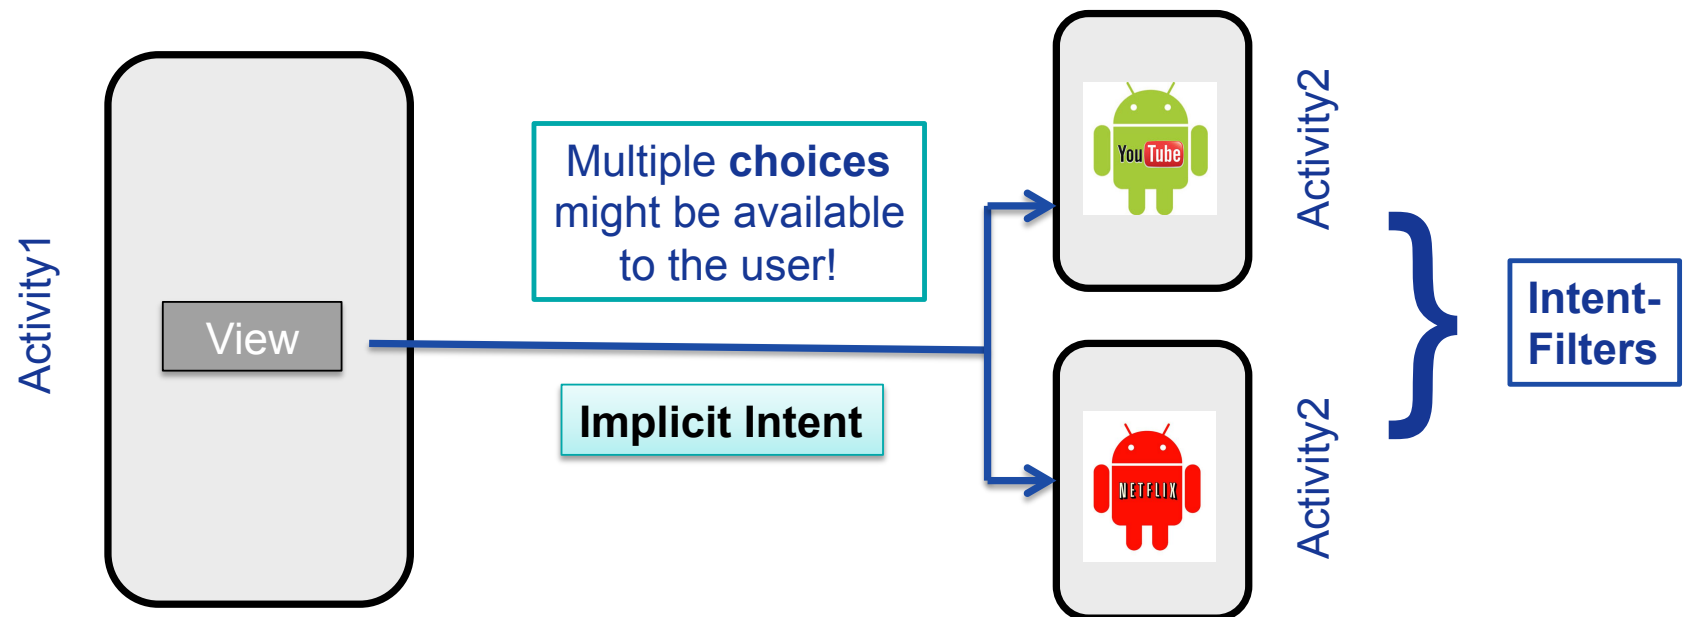 Activity1
View
Multiple choices
might be available
to the user!
Implicit Intent
You Tube
Activity2
NETFLIX
Activity2
Intent-
Filters